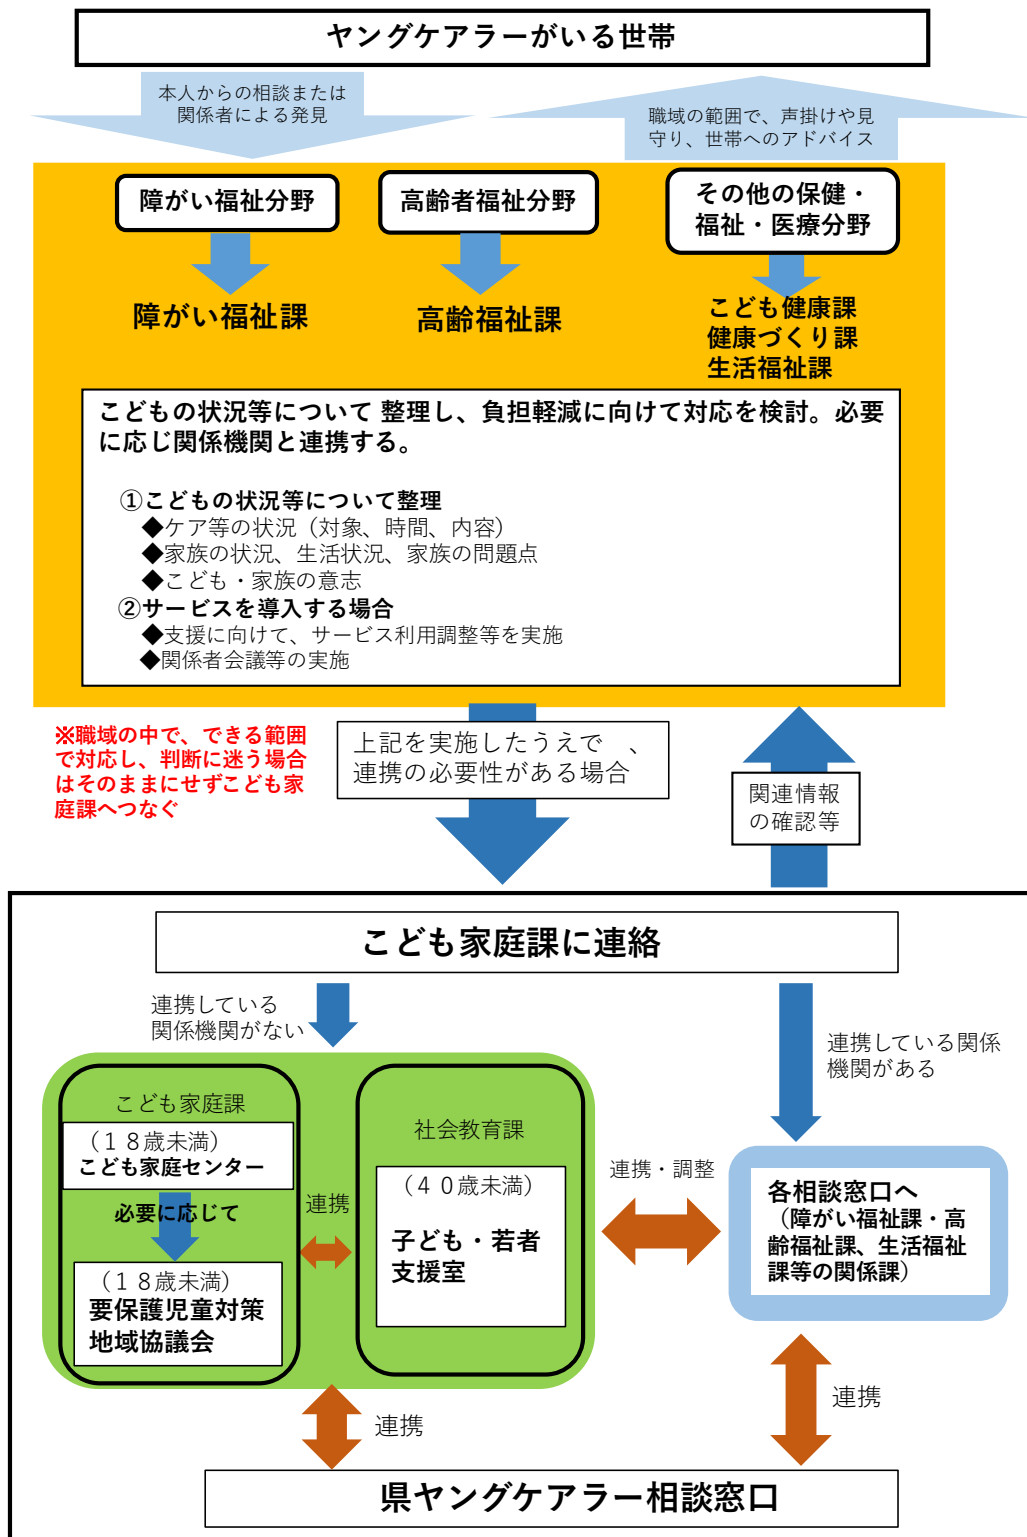 ヤングケアラーがいる世帯
本人からの相談または
関係者による発見
職域の範囲で、声掛けや見
守り、世帯へのアドバイス
障がい福祉分野
高齢者福祉分野
その他の保健・
福祉・医療分野
障がい福祉課
高齢福祉課
こども健康課
健康づくり課
生活福祉課
こどもの状況等について 整理し、負担軽減に向けて対応を検討。必要
に応じ関係機関と連携する。
①こどもの状況等について整理
◆ケア等の状況（対象、時間、内容）
◆家族の状況、生活状況、家族の問題点
◆こども・家族の意志
②サービスを導入する場合
◆支援に向けて、サービス利用調整等を実施
◆関係者会議等の実施
※職域の中で、できる範囲
で対応し、判断に迷う場合
はそのままにせずこども家
庭課へつなぐ
上記を実施したうえで 、
連携の必要性がある場合
関連情報
の確認等
こども家庭課に連絡
連携している
関係機関がない
連携している関係
機関がある
こども家庭課
（１８歳未満）
こども家庭センター
必要に応じて
（１８歳未満）
要保護児童対策
地域協議会
連携
社会教育課
（４０歳未満）
子ども・若者
支援室
連携・調整
各相談窓口へ
（障がい福祉課・高
齢福祉課、生活福祉
課等の関係課）
連携
連携
県ヤングケアラー相談窓口